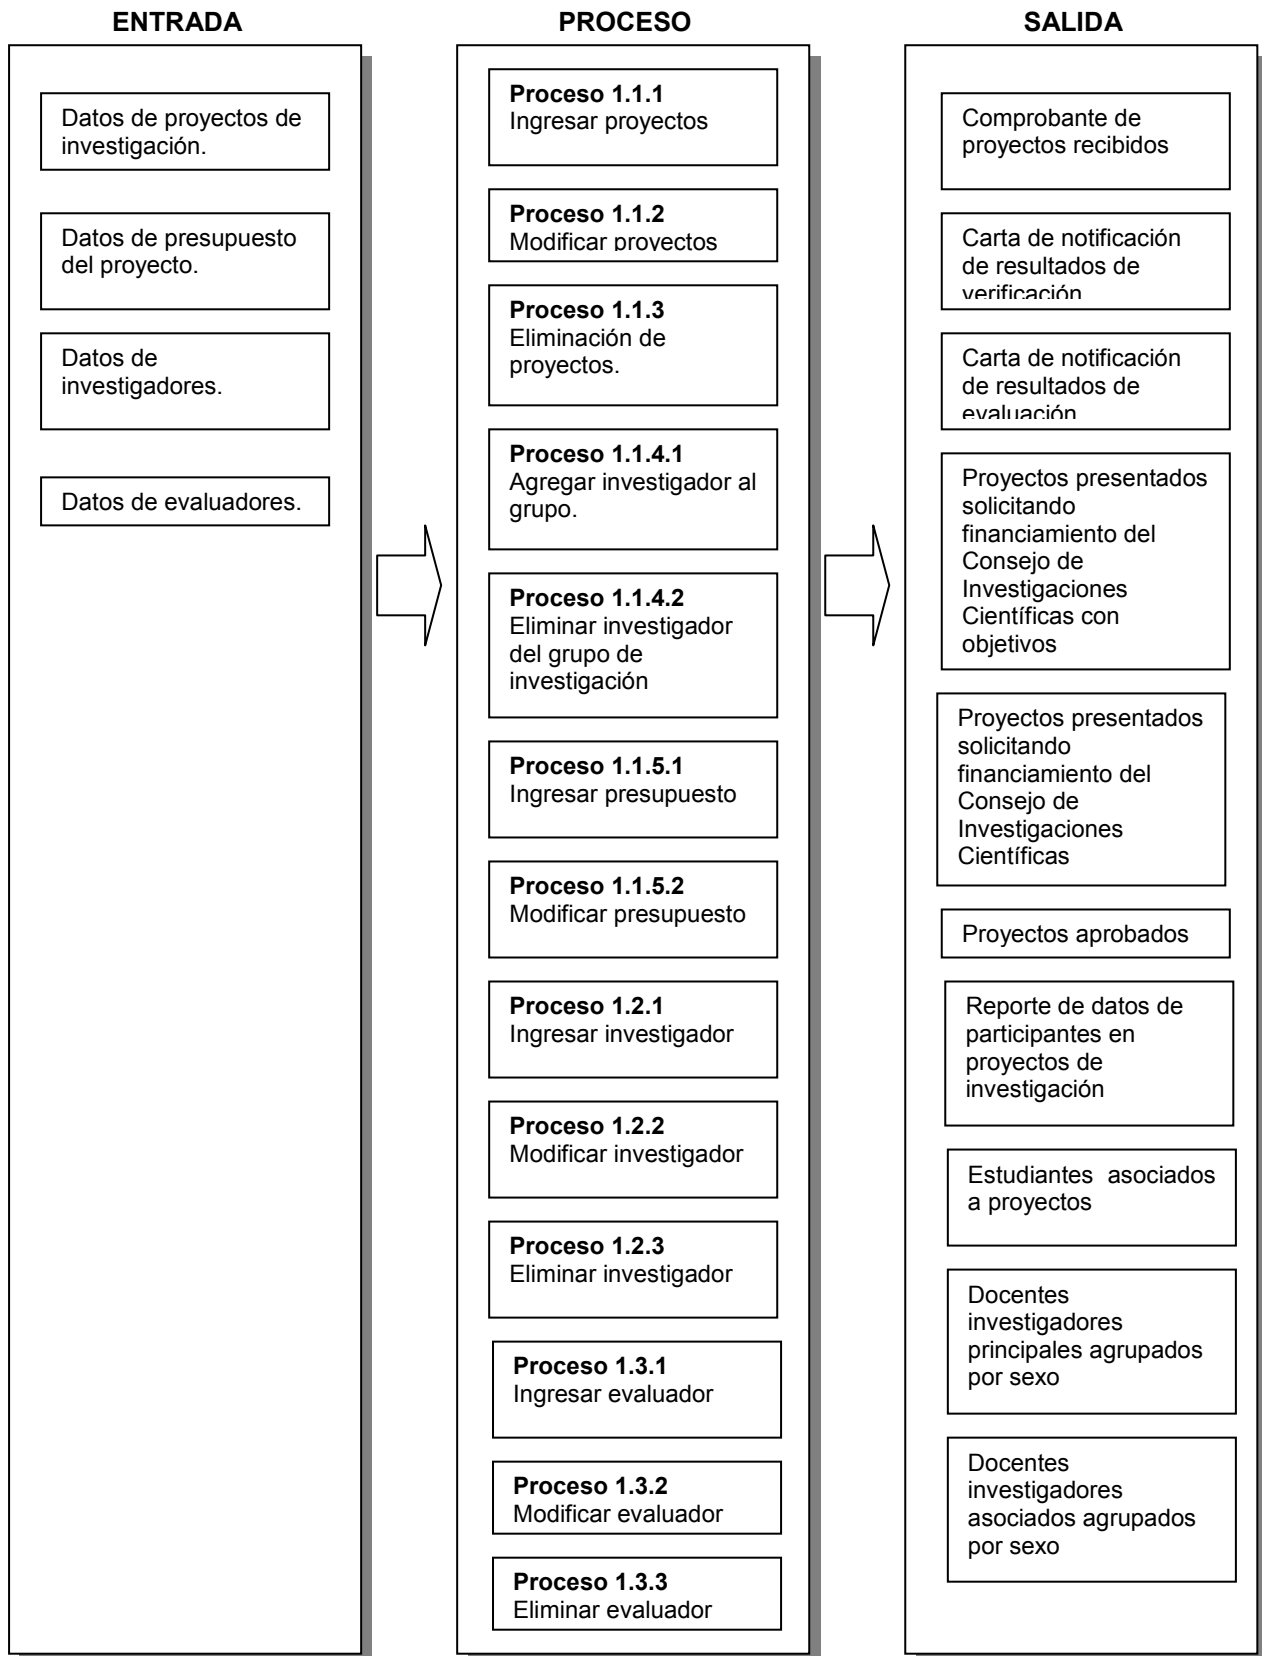 ENTRADA
Datos de proyectos de
investigación.
Datos de presupuesto
del proyecto.
Datos de
investigadores.
Datos de evaluadores.
PROCESO
Proceso 1.1.1
Ingresar proyectos
Proceso 1.1.2
Modificar proyectos
Proceso 1.1.3
Eliminación de
proyectos.
Proceso 1.1.4.1
Agregar investigador al
grupo.
Proceso 1.1.4.2
Eliminar investigador
del grupo de
investigación
Proceso 1.1.5.1
Ingresar presupuesto
Proceso 1.1.5.2
Modificar presupuesto
Proceso 1.2.1
Ingresar investigador
Proceso 1.2.2
Modificar investigador
Proceso 1.2.3
Eliminar investigador
Proceso 1.3.1
Ingresar evaluador
Proceso 1.3.2
Modificar evaluador
Proceso 1.3.3
Eliminar evaluador
SALIDA
Comprobante de
proyectos recibidos
Carta de notificación
de resultados de
verificación
Carta de notificación
de resultados de
evaluación
Proyectos presentados
solicitando
financiamiento del
Consejo de
Investigaciones
Científicas con
objetivos
Proyectos presentados
solicitando
financiamiento del
Consejo de
Investigaciones
Científicas
Proyectos aprobados
Reporte de datos de
participantes en
proyectos de
investigación
Estudiantes asociados
a proyectos
Docentes
investigadores
principales agrupados
por sexo
Docentes
investigadores
asociados agrupados
por sexo